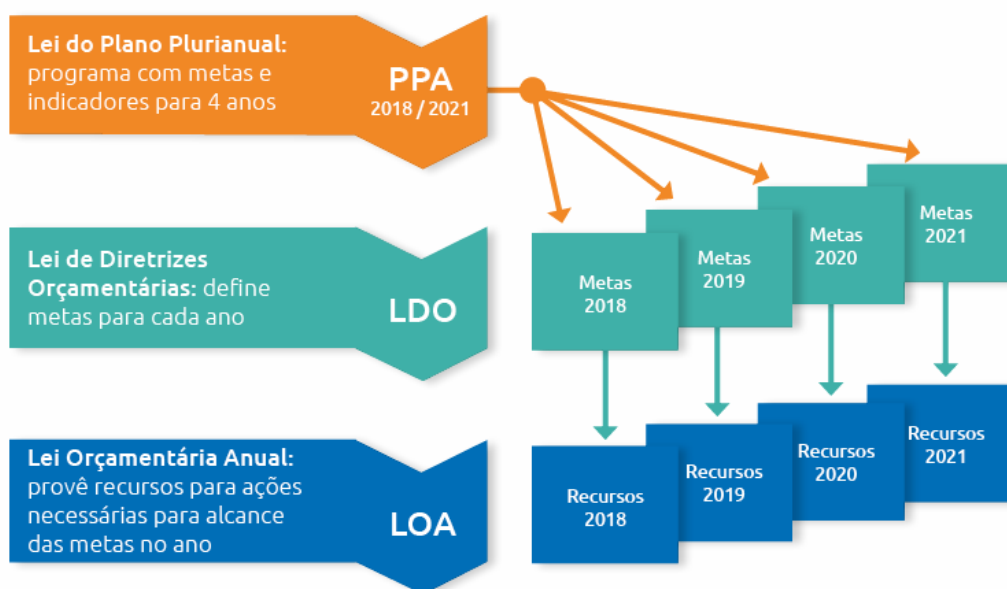 Lei do Plano Plurianual:
programa com metas e
indicadores para 4 anos
PPA
2018 / 2021
Lei de Diretrizes
Orçamentárias: define
metas para cada ano
LDO
Metas
2018
Metas
2019
Metas
2020
Metas
2021
Lei Orçamentária Anual:
provê recursos para ações
necessárias para alcance
das metas no ano
LOA
Recursos
2018
Recursos
2019
Recursos
2020
Recursos
2021